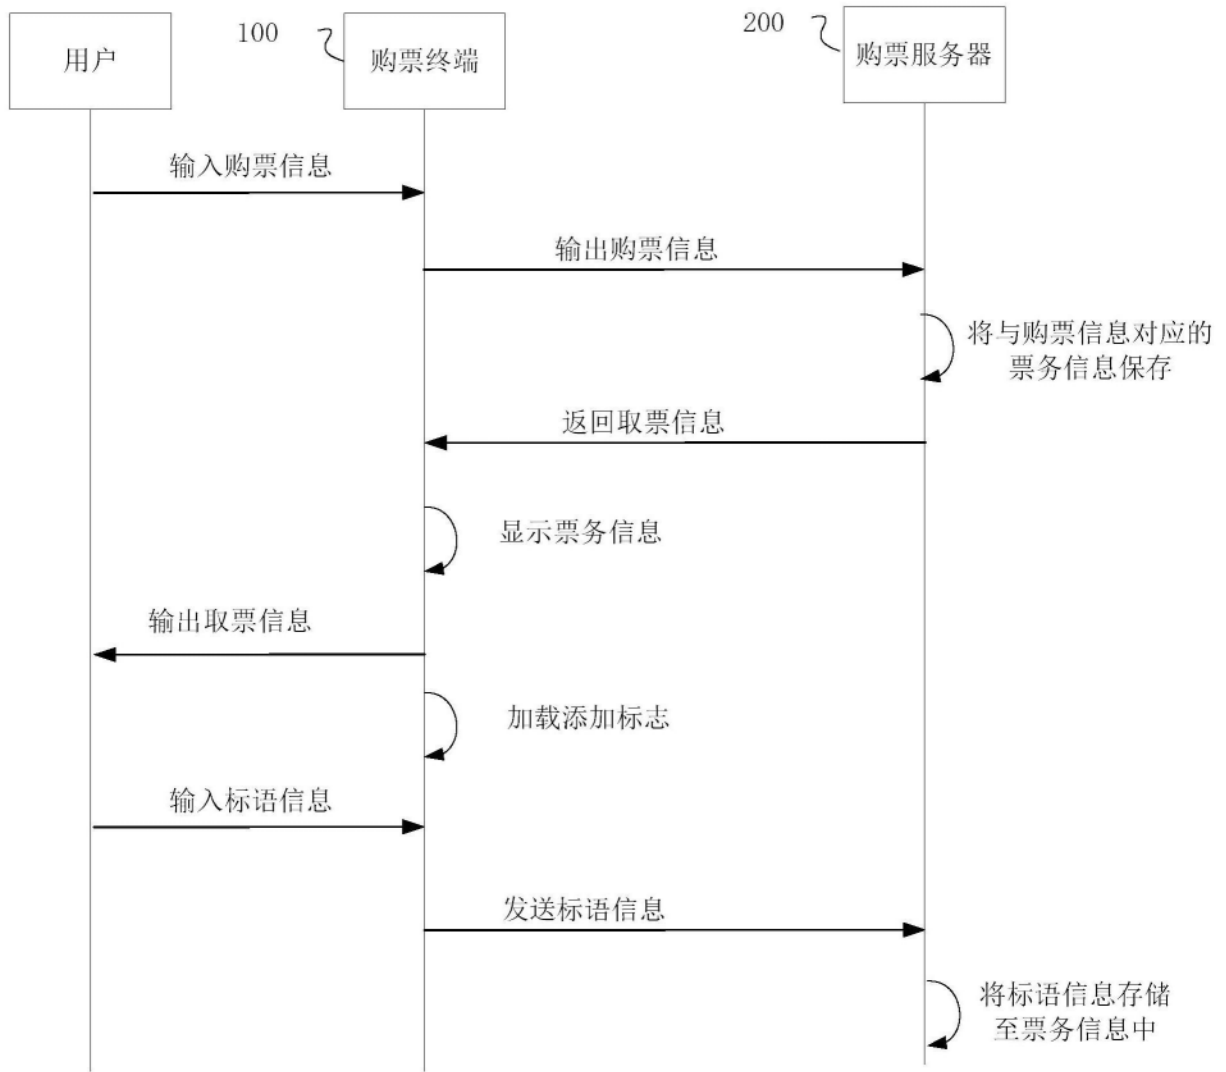 用户
100
购票终端
200
购票服务器
输入购票信息
输出购票信息
将与购票信息对应的
票务信息保存
返回取票信息
显示票务信息
输出取票信息
加载添加标志
输入标语信息
发送标语信息
将标语信息存储
至票务信息中